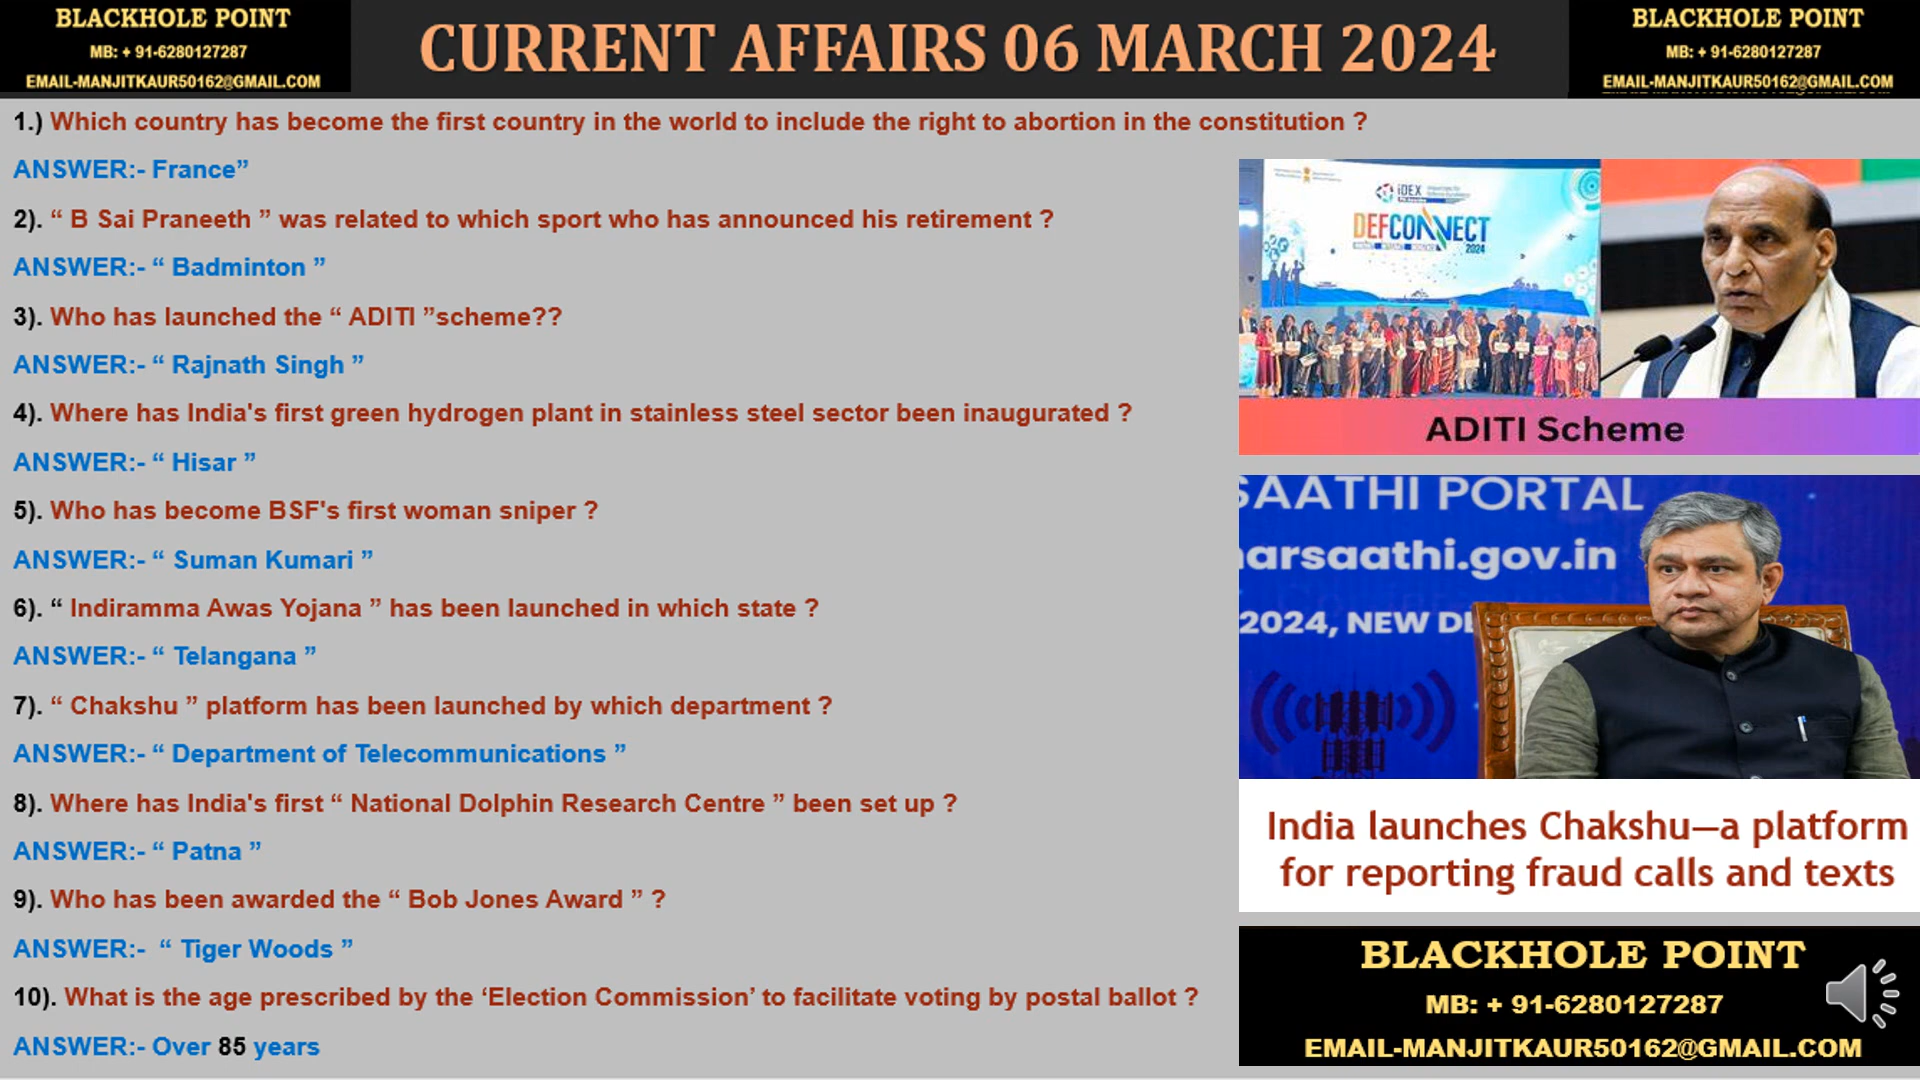 BLACKHOLE POINT
MB: + 91-6280127287
EMAIL-MANJITKAUR50162@GMAIL.COM
CURRENT AFFAIRS 06 MARCH 2024
BLACKHOLE POINT
MB: + 91-6280127287
EMAIL-MANJITKAUR50162@GMAIL.COM
1.) Which country has become the first country in the world to include the right to abortion in the constitution ?
ANSWER:- France”
2). “ B Sai Praneeth ” was related to which sport who has announced his retirement ?
ANSWER:- “ Badminton ”
3). Who has launched the “ ADITI ”scheme??
ANSWER:- “ Rajnath Singh ”
4). Where has India's first green hydrogen plant in stainless steel sector been inaugurated ?
ANSWER:- “ Hisar ”
5). Who has become BSF's first woman sniper ?
ANSWER:- “ Suman Kumari ”
6). “ Indiramma Awas Yojana ” has been launched in which state ?
ANSWER:- “ Telangana ”
7). “ Chakshu ” platform has been launched by which department ?
ANSWER:- “ Department of Telecommunications ”
8). Where has India's first “ National Dolphin Research Centre ” been set up ?
ANSWER:- “ Patna ”
9). Who has been awarded the “ Bob Jones Award ” ?
ANSWER:- “ Tiger Woods ”
10). What is the age prescribed by the ‘Election Commission’ to facilitate voting by postal ballot ?
ANSWER:- Over 85 years
iDEX
DEFCONNECT
2024
ADITI Scheme
SAATHI PORTAL
arsaathi.gov.in
2024, NEW DE
India launches Chakshu—a platform
for reporting fraud calls and texts
BLACKHOLE POINT
MB: + 91-6280127287
EMAIL-MANJITKAUR50162@GMAIL.COM